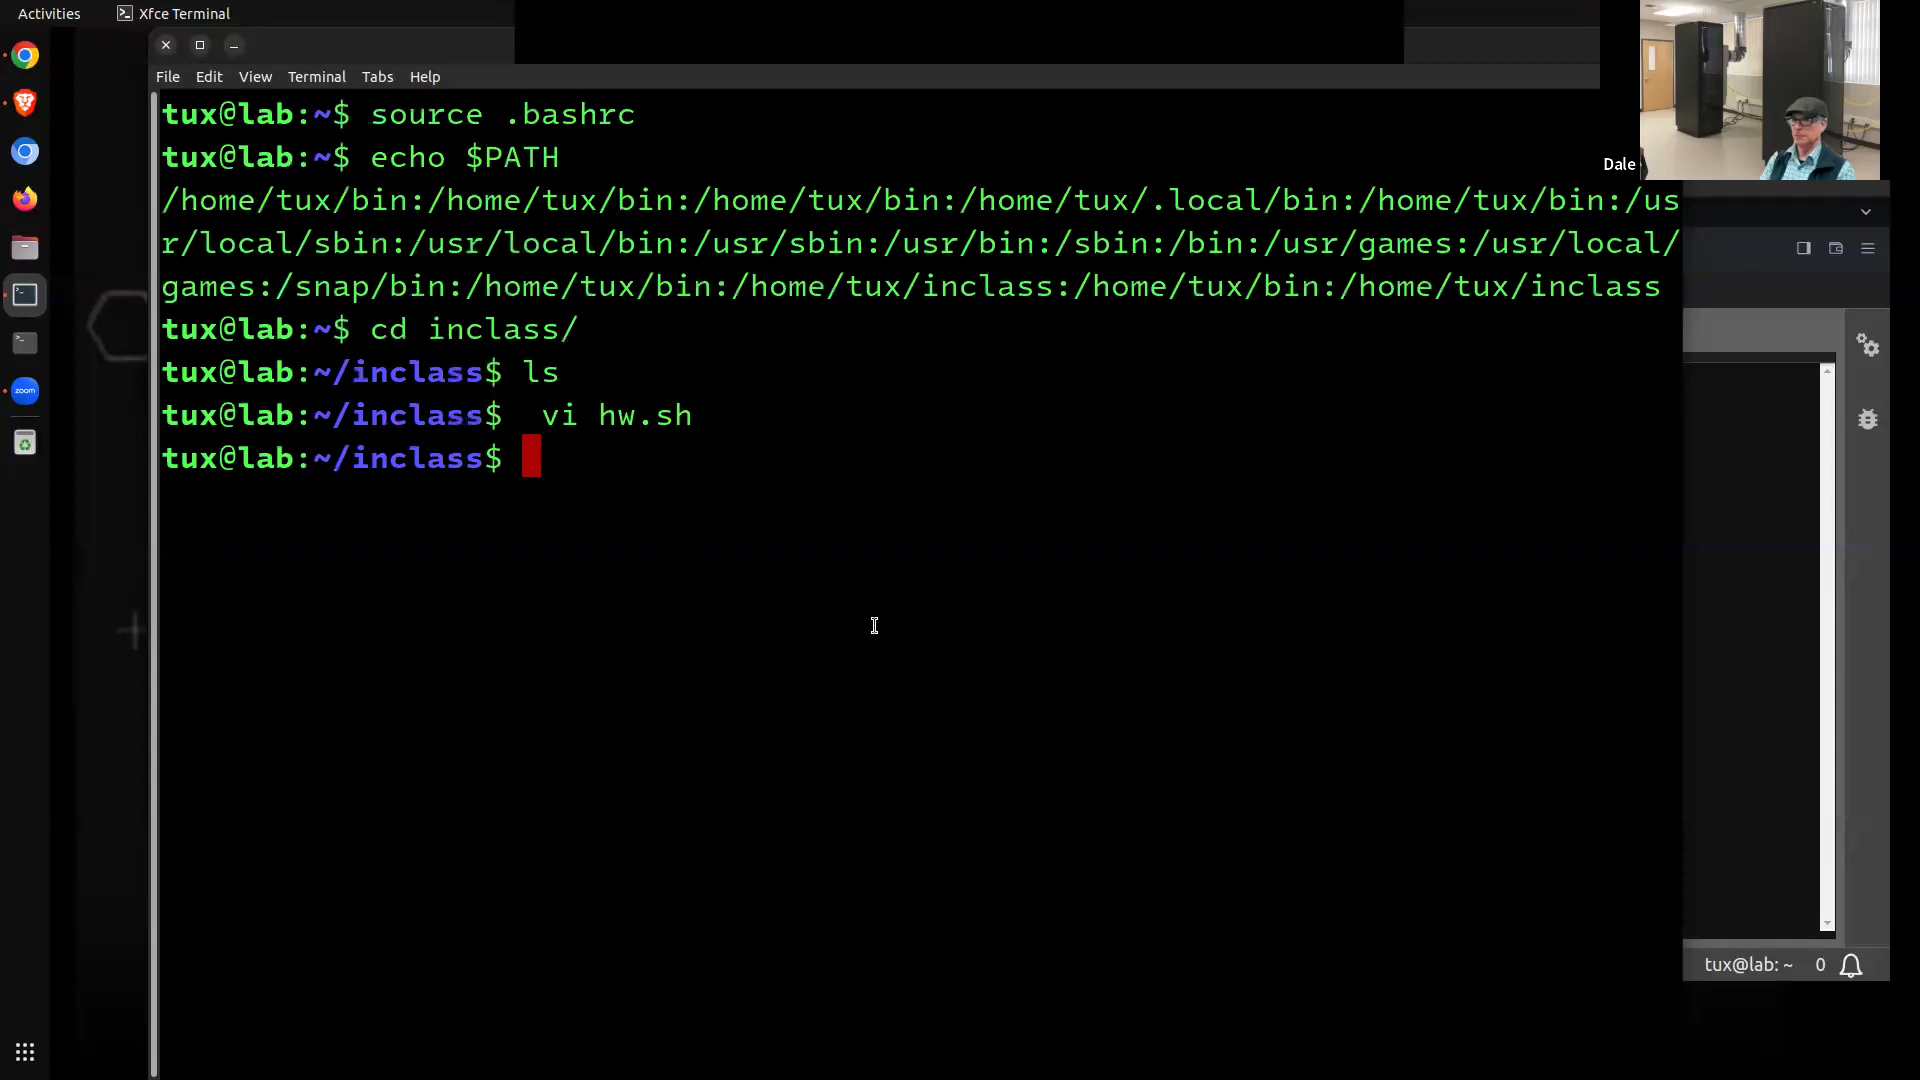 Activities
Xfce Terminal
File Edit View Terminal Tabs Help
tux@lab:~$ source .bashrc
tux@lab:~$ echo $PATH
/home/tux/bin:/home/tux/bin:/home/tux/bin:/home/tux/.local/bin:/home/tux/bin:/us
r/local/sbin:/usr/local/bin:/usr/sbin:/usr/bin:/sbin:/bin:/usr/games:/usr/local/
games:/snap/bin:/home/tux/bin:/home/tux/inclass:/home/tux/bin:/home/tux/inclass
tux@lab:~$ cd inclass/
tux@lab:~/inclass$ ls
tux@lab:~/inclass$  vi hw.sh
tux@lab:~/inclass$
Dale
zoom
tux@lab: ~ 0